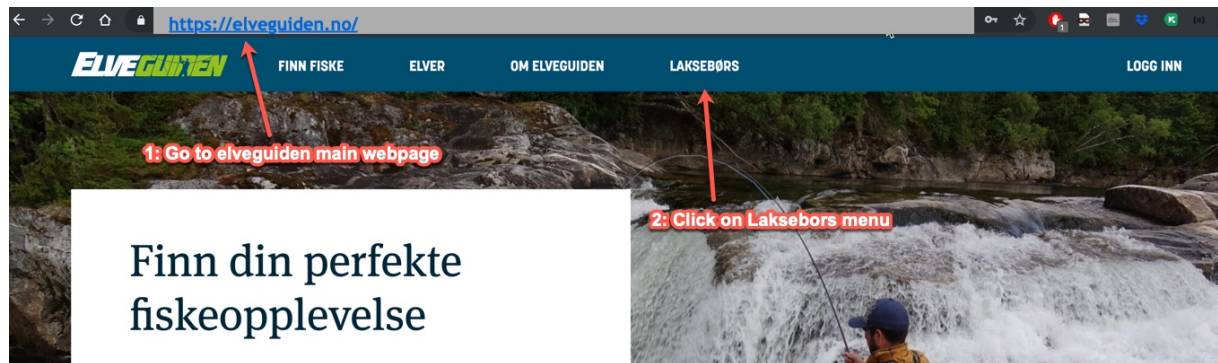 https://elveguiden.no/
ELVEGUIDEN FINN FISKE ELVER OM ELVEGUIDEN LAKSEBØRS LOGG INN
1: Go to elveguiden main webpage
2: Click on Laksebors menu
Finn din perfekte
fiskeopplevelse